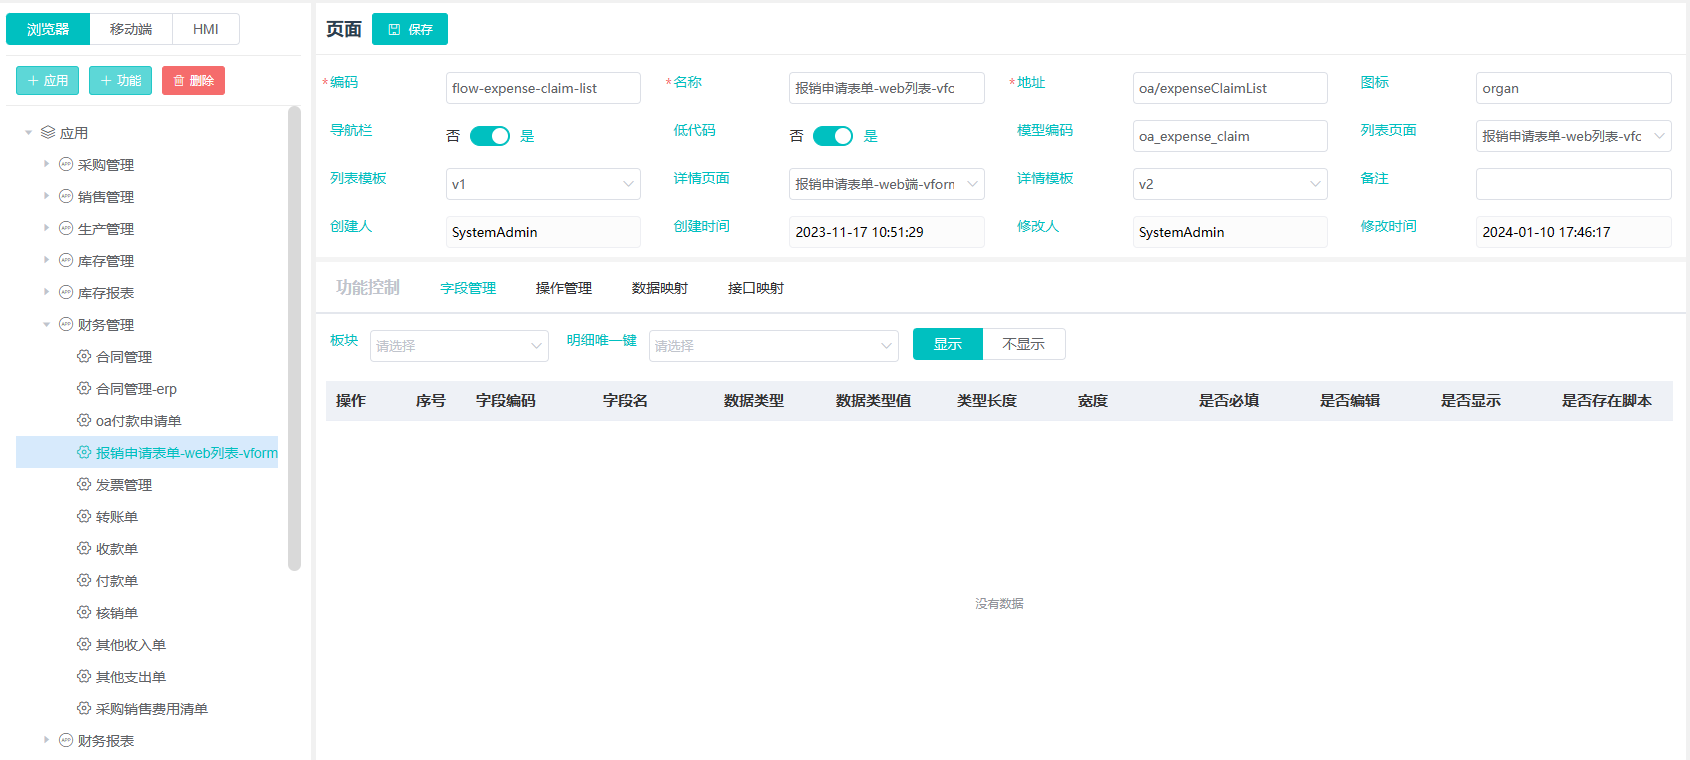 浏览器 移动端 HMI
应用 功能 删除
应用
采购管理
销售管理
生产管理
库存管理
库存报表
财务管理
合同管理
合同管理-erp
oa付款申请单
报销申请表单-web列表-vform
发票管理
转账单
收款单
付款单
核销单
其他收入单
其他支出单
采购销售费用清单
财务报表
页面 保存
*编码 flow-expense-claim-list *名称 报销申请表单-web列表-vfc *地址 oa/expenseClaimList 图标 organ
导航栏 否 是 低代码 否 是 模型编码 oa_expense_claim 列表页面 报销申请表单-web列表-vfc
列表模板 v1 详情页面 报销申请表单-web端-vforn 详情模板 v2 备注
创建人 SystemAdmin 创建时间 2023-11-17 10:51:29 修改人 SystemAdmin 修改时间 2024-01-10 17:46:17
功能控制 字段管理 操作管理 数据映射 接口映射
板块 请选择 明细唯一键 请选择 显示 不显示
操作 序号 字段编码 字段名 数据类型 数据类型值 类型长度 宽度 是否必填 是否编辑 是否显示 是否存在脚本
没有数据